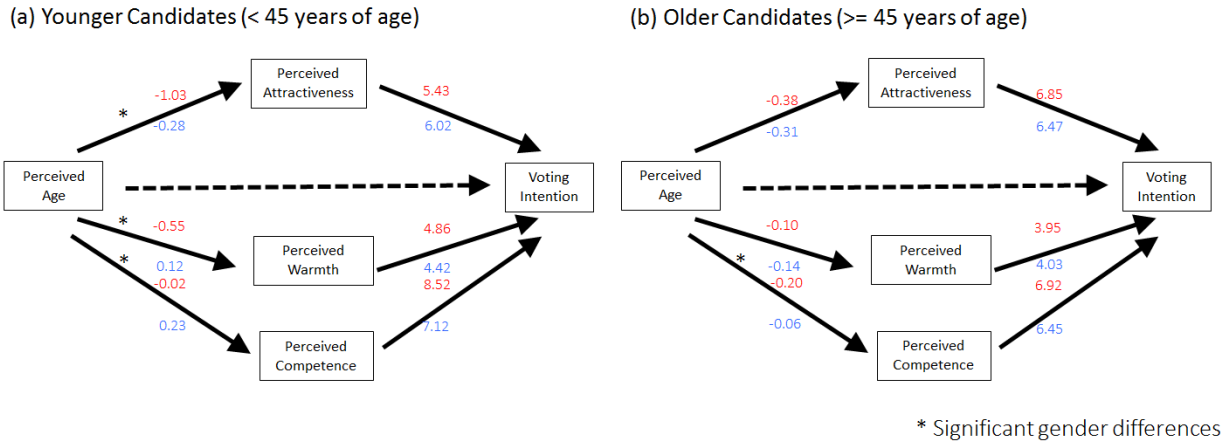 (a) Younger Candidates (< 45 years of age)
Perceived
Attractiveness
-1.03
*
-0.28
5.43
6.02
Perceived
Age
Voting
Intention
*
-0.55
0.12
Perceived
Warmth
4.86
4.42
*
-0.02
0.23
Perceived
Competence
8.52
7.12
(b) Older Candidates (>= 45 years of age)
Perceived
Attractiveness
-0.38
-0.31
6.85
6.47
Perceived
Age
Voting
Intention
-0.10
-0.14
Perceived
Warmth
3.95
4.03
*
-0.20
-0.06
Perceived
Competence
6.92
6.45
* Significant gender differences